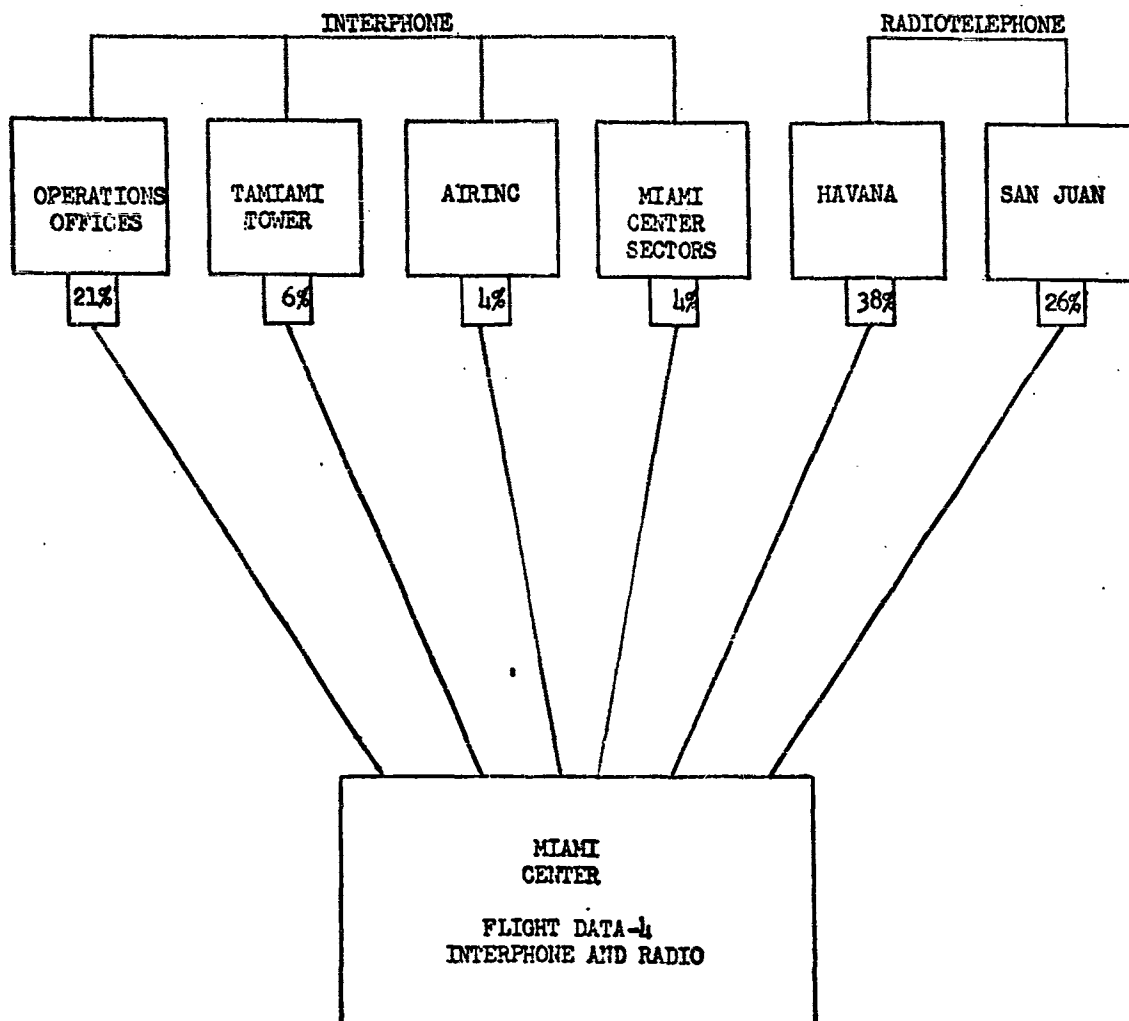 INTERPHONE
RADIOTELEPHONE
OPERATIONS
OFFICES
TAMIAMI
TOWER
AIRINC
MIAMI
CENTER
SECTORS
HAVANA
SAN JUAN
21%
6%
4%
4%
38%
26%
MIAMI
CENTER
FLIGHT DATA-4
INTERPHONE AND RADIO